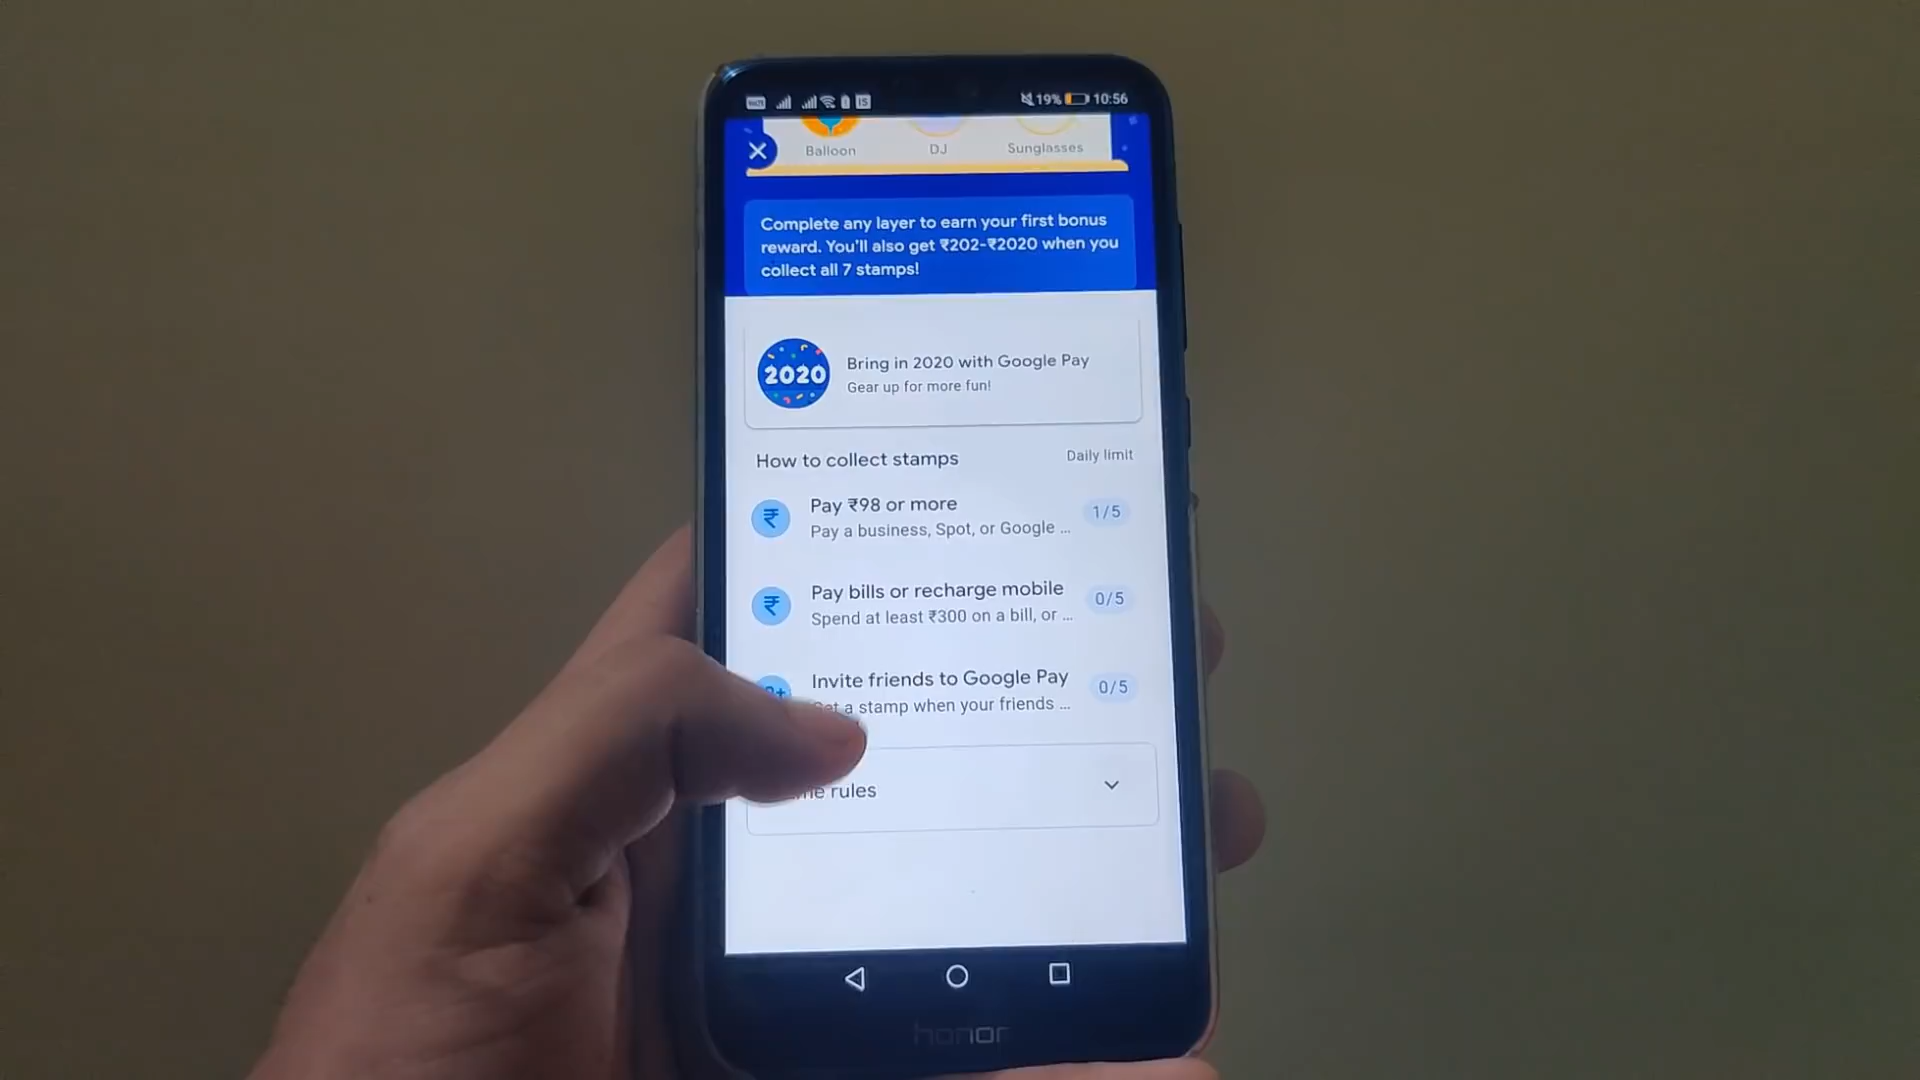 19% 10:56
Balloon DJ Sunglasses
Complete any layer to earn your first bonus
reward. You'll also get ₹202-₹2020 when you
collect all 7 stamps!
2020
Bring in 2020 with Google Pay
Gear up for more fun!
How to collect stamps Daily limit
Pay ₹98 or more 1/5
Pay a business, Spot, or Google ...
Pay bills or recharge mobile 0/5
Spend at least ₹300 on a bill, or ...
Invite friends to Google Pay 0/5
a stamp when your friends ...
rules
honor